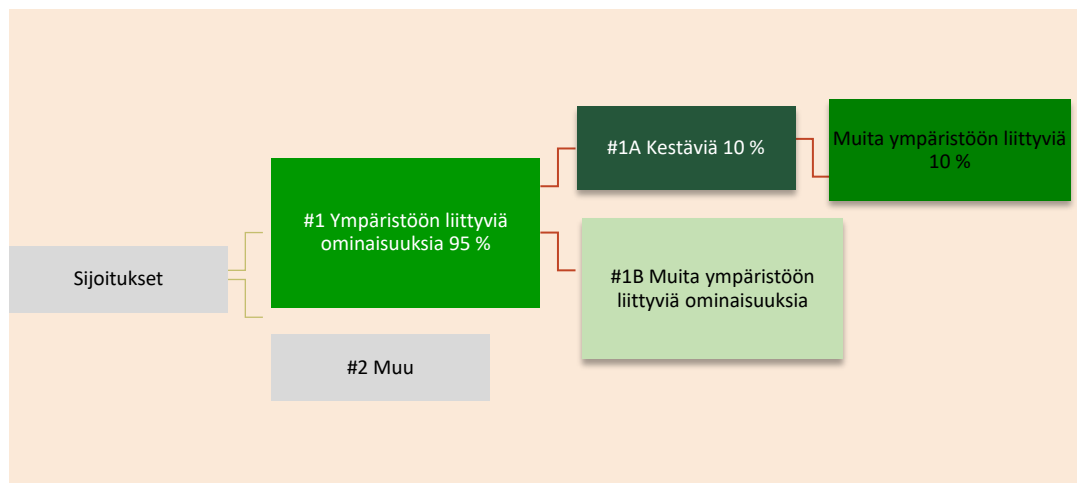 Sijoitukset
#1 Ympäristöön liittyviä
ominaisuuksia 95 %
#2 Muu
#1A Kestäviä 10 %
#1B Muita ympäristöön
liittyviä ominaisuuksia
Muita ympäristöön liittyviä
10 %